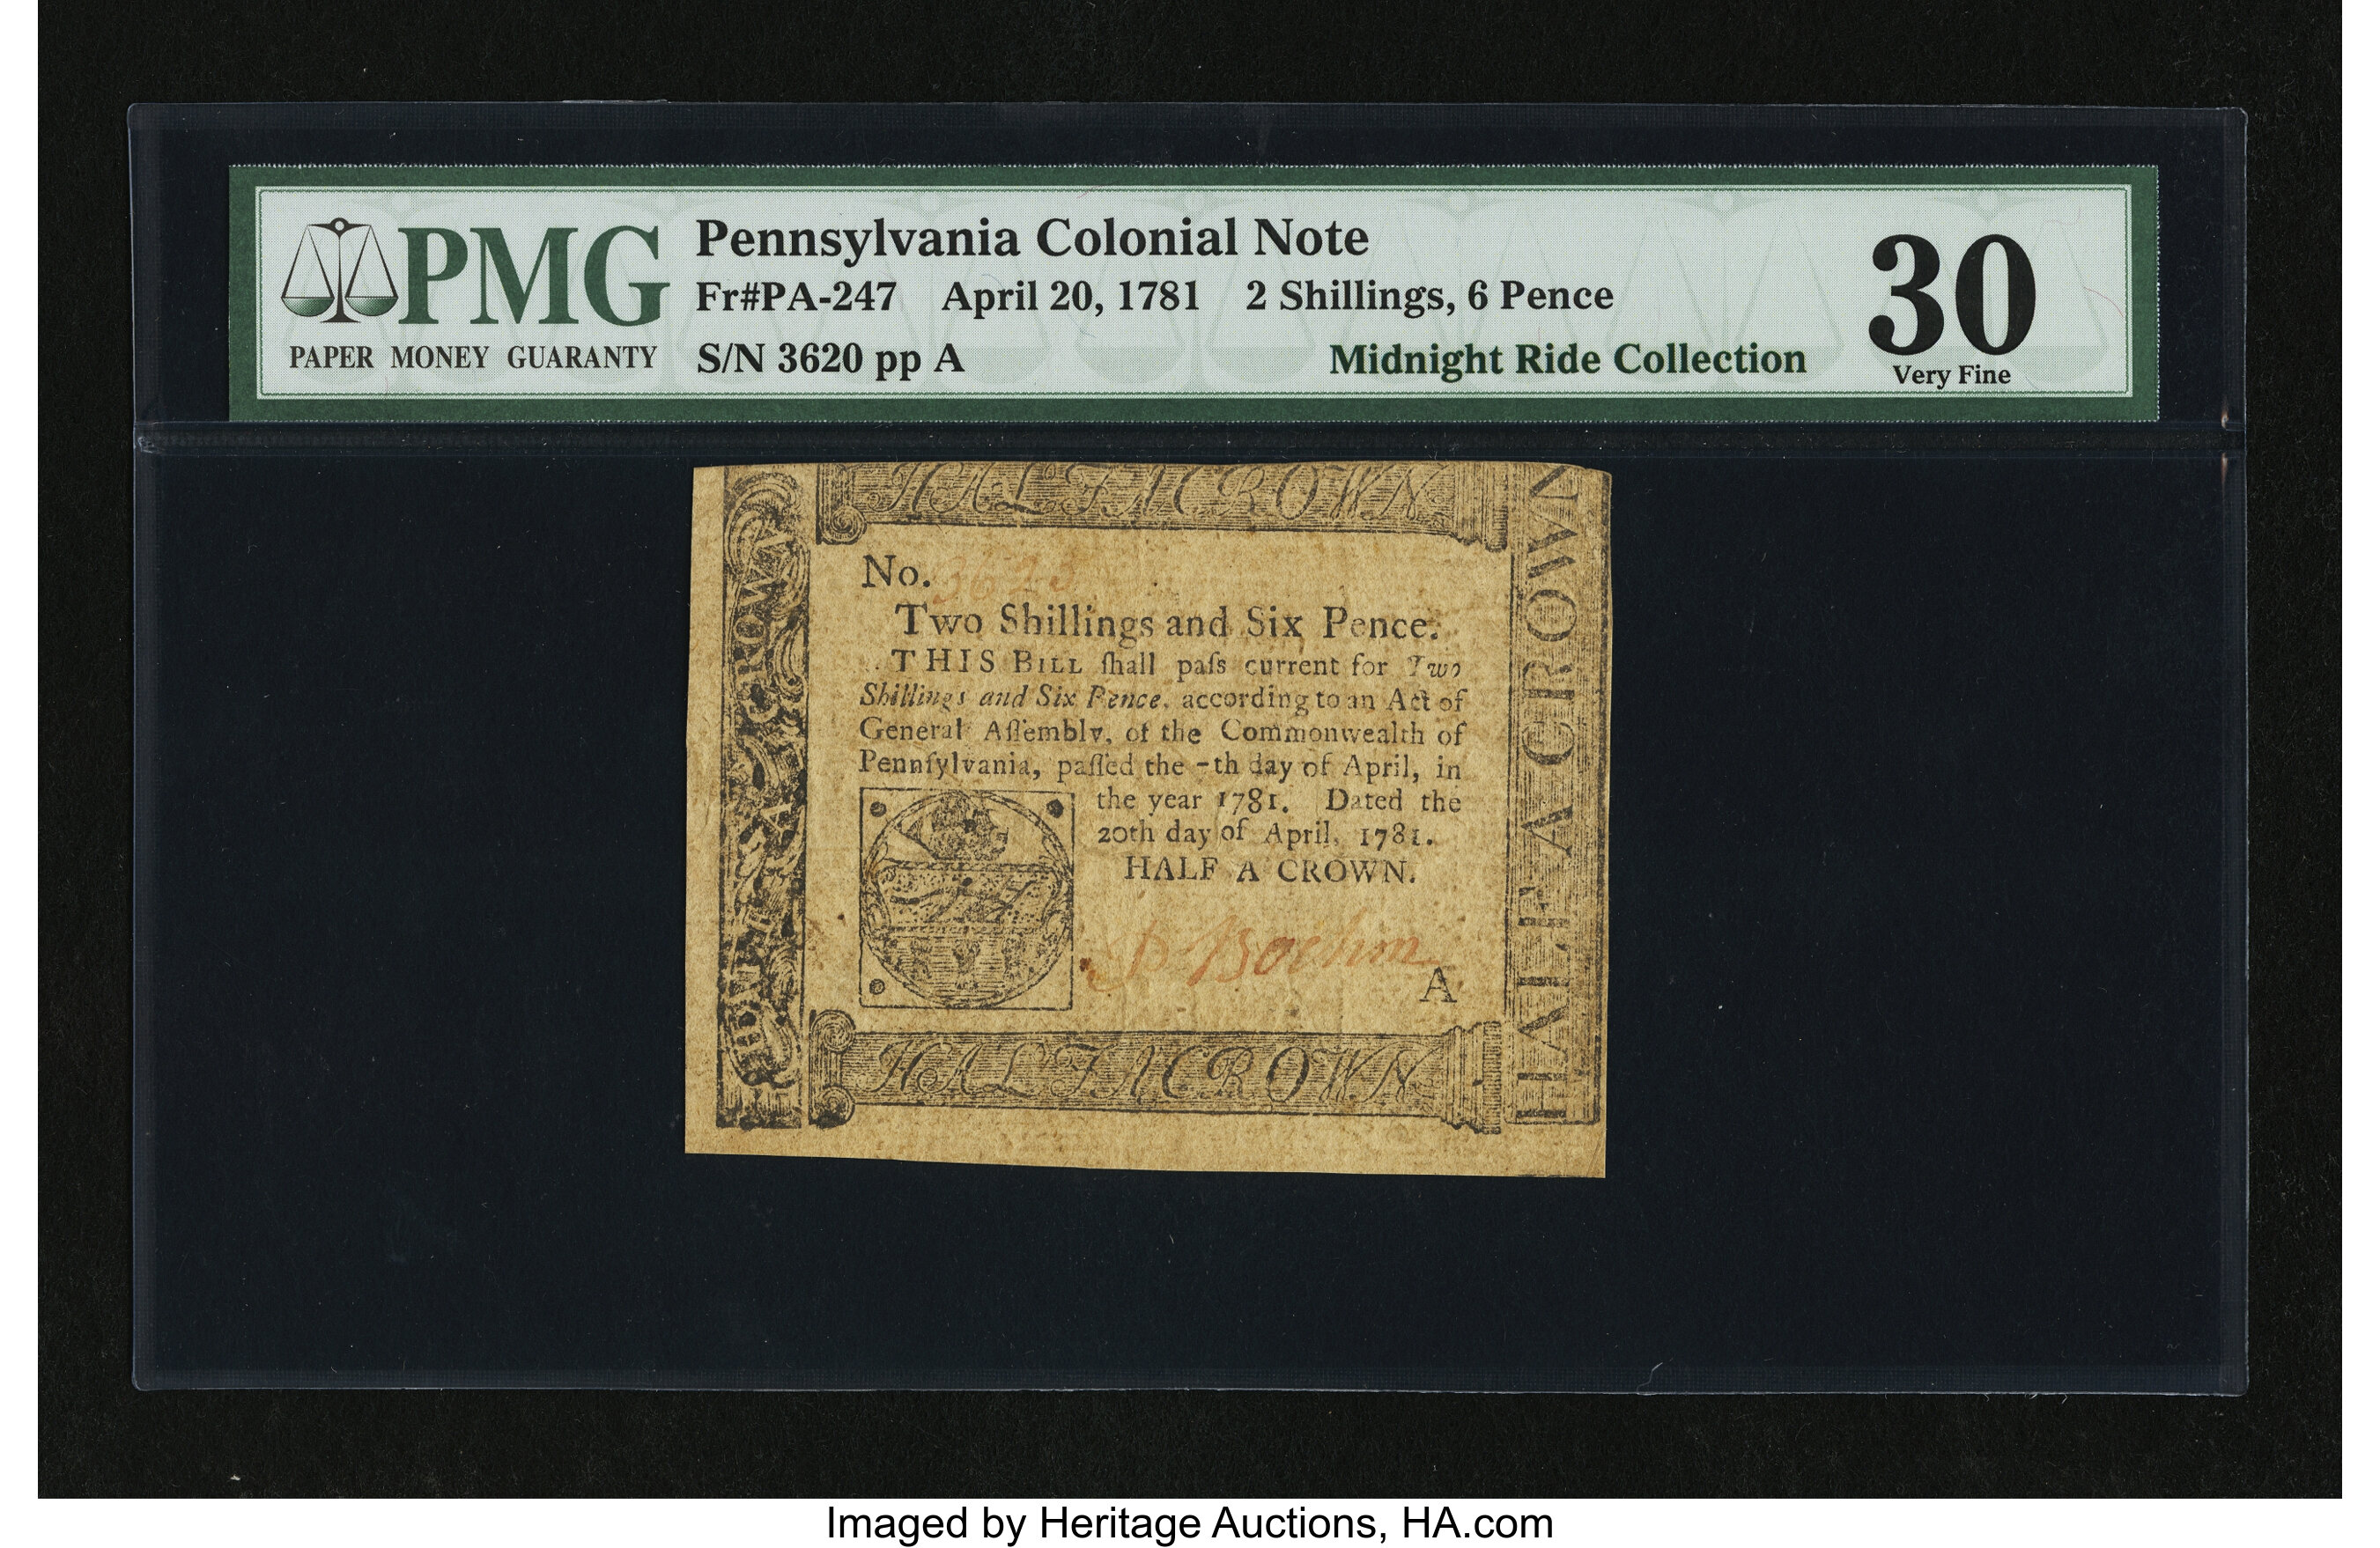 PMG
PAPER MONEY GUARANTY
Pennsylvania Colonial Note
Fr#PA-247 April 20, 1781 2 Shillings, 6 Pence
S/N 3620 pp A
Midnight Ride Collection
30
Very Fine
HALF A CROWN
No.
Two Shillings and Six Pence.
THIS BILL ſhall paſs current for Two
Shillings and Six Pence, according to an Act of
General Aſſembly, of the Commonwealth of
Pennſylvania, paſſed the -th day of April, in
the year 1781. Dated the
20th day of April, 1781.
HALF A CROWN.
Boehm
A
HALF A CROWN
HALF A CROWN
Imaged by Heritage Auctions, HA.com